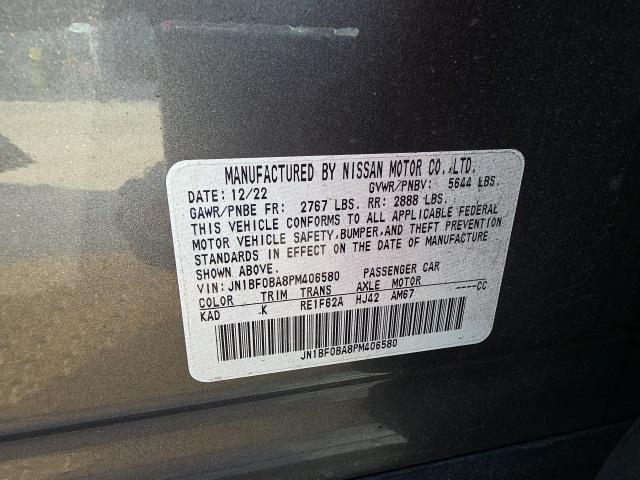 MANUFACTURED BY NISSAN MOTOR CO.,LTD.
DATE: 12/22 GVWR/PNBV: 5644 LBS.
GAWR/PNBE FR: 2767 LBS. RR: 2888 LBS.
THIS VEHICLE CONFORMS TO ALL APPLICABLE FEDERAL
MOTOR VEHICLE SAFETY,BUMPER,AND THEFT PREVENTION
STANDARDS IN EFFECT ON THE DATE OF MANUFACTURE
SHOWN ABOVE.
VIN: JN1BF0BA8PM406580 PASSENGER CAR
COLOR TRIM TRANS AXLE MOTOR
KAD K RE1F62A HJ42 AM67 ----CC
JN1BF0BA8PM406580